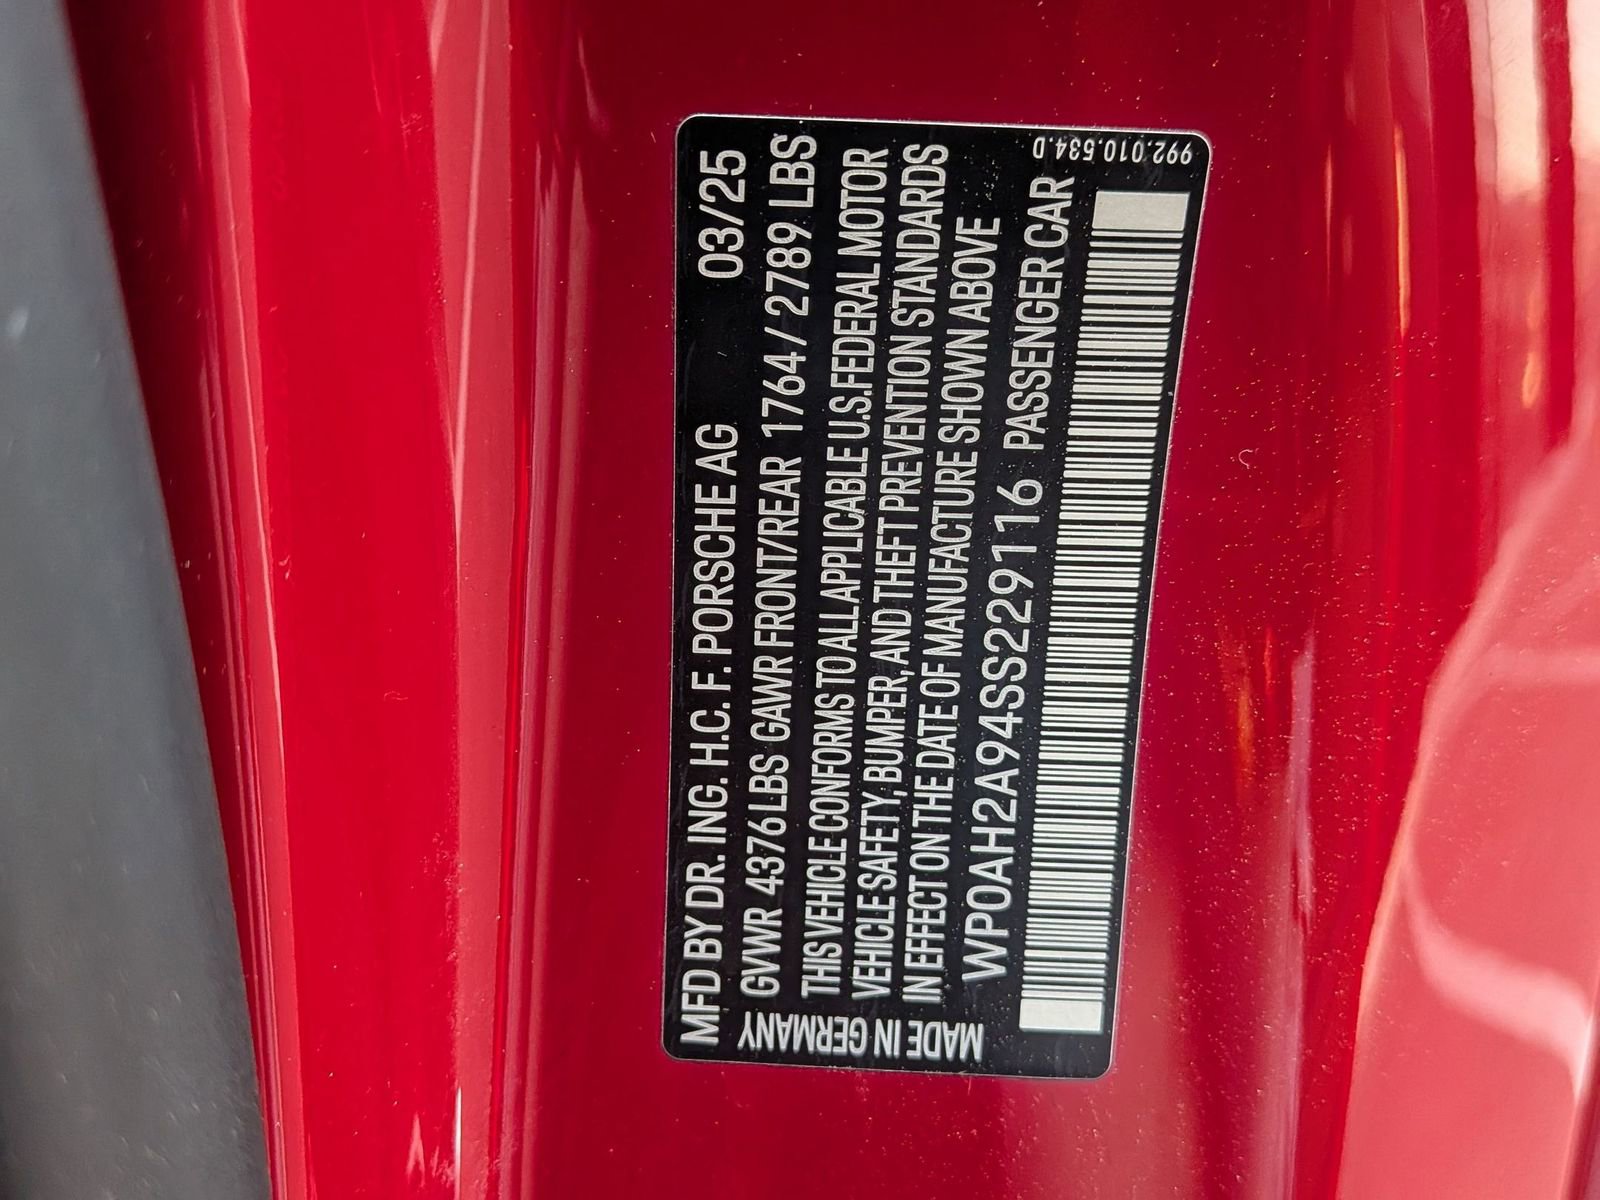 MFD BY DR. ING. H.C. F. PORSCHE AG 03/25
GVWR 4376 LBS GAWR FRONT/REAR 1764 / 2789 LBS
THIS VEHICLE CONFORMS TO ALL APPLICABLE U.S. FEDERAL MOTOR
VEHICLE SAFETY, BUMPER, AND THEFT PREVENTION STANDARDS
IN EFFECT ON THE DATE OF MANUFACTURE SHOWN ABOVE
WP0AH2A94SS229116 PASSENGER CAR
MADE IN GERMANY
992.010.534.D